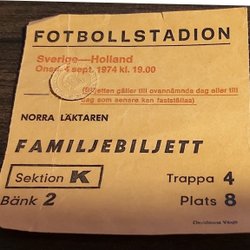 FOTBOLLSTADION
Sverige—Holland
Onsd. 4 sept. 1974 kl. 19.00
(Biljetten gäller till ovannämnda dag eller till
dag som senare kan fastställas)
NORRA LÄKTAREN
FAMILJEBILJETT
Sektion K
Trappa 4
Bänk 2
Plats 8